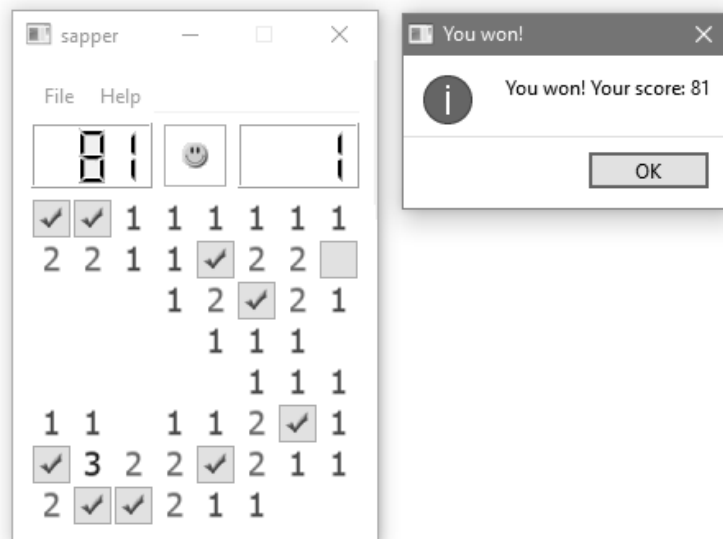 sapper
File Help
81 1
1 1 1 1 1 1
2 2 1 1 2 2
1 2 2 1
1 1 1
1 1 1
1 1 1 1 2 1
3 2 2 2 1 1
2 2 1 1
You won!
You won! Your score: 81
OK